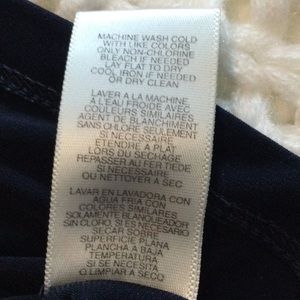 MACHINE WASH COLD
WITH LIKE COLORS
ONLY NON-CHLORINE
BLEACH IF NEEDED
LAY FLAT TO DRY
COOL IRON IF NEEDED
OR DRY CLEAN
LAVER A LA MACHINE
A L'EAU FROIDE AVEC
COULEURS SIMILAIRES
AGENT DE BLANCHIMENT
SANS CHLORE SEULEMENT
SI NECESSAIRE
ETENDRE A PLAT
LORS DU SECHAGE
REPASSER AU FER TIEDE
SI NECESSAIRE
OU NETTOYER A SEC
LAVAR EN LAVADORA CON
AGUA FRIA CON
COLORES SIMILARES
SOLAMENTE BLANQUEADOR
SIN CLORO, SI ES NECESARIO
SECAR SOBRE
SUPERFICIE PLANA
PLANCHA A BAJA
TEMPERATURA
SI SE NECESITA
O LIMPIAR A SECO